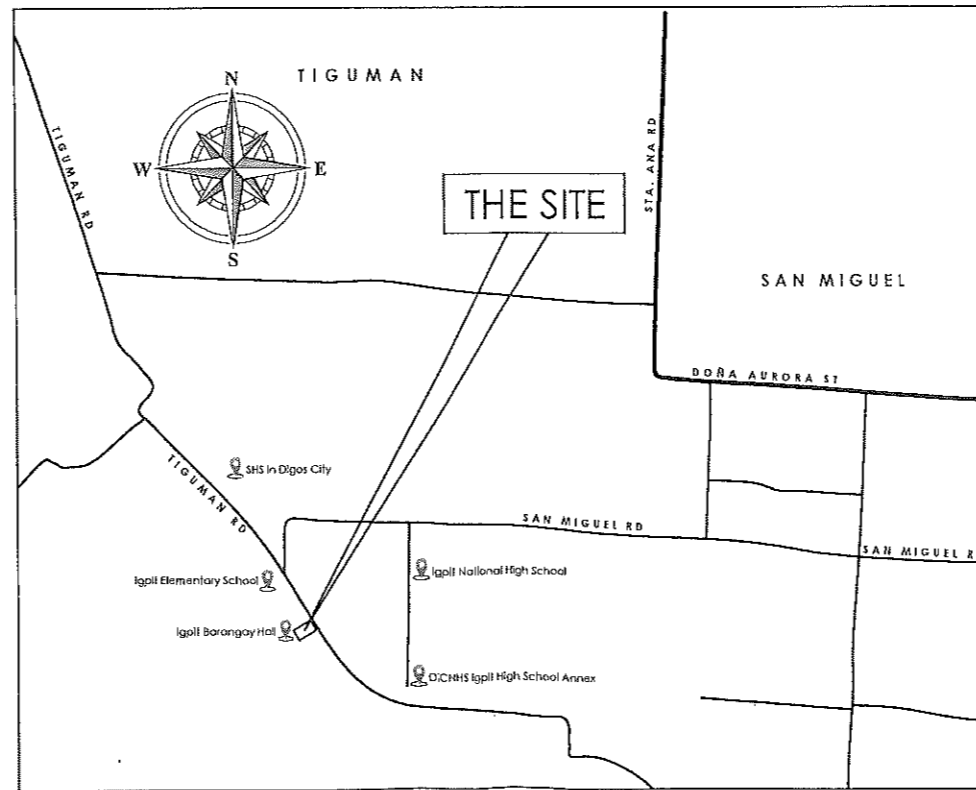 TIGUMAN
N
W
E
S
TIGUMAN RD
THE SITE
STA. ANA RD
SAN MIGUEL
DOÑA AURORA ST
SHS in Digos City
TIGUMAN RD
SAN MIGUEL RD
SAN MIGUEL R
Igpit Elementary School
Igpit National High School
Igpit Barangay Hall
DICNHS Igpit High School Annex